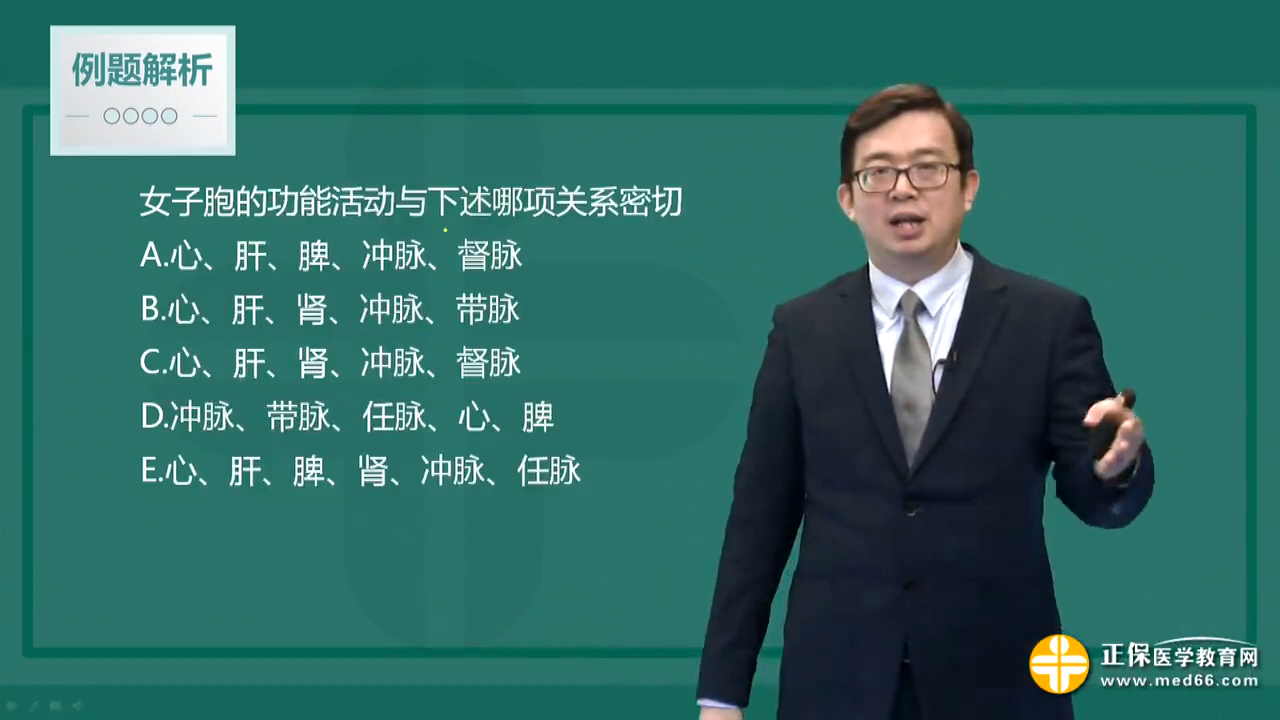 例题解析
女子胞的功能活动与下述哪项关系密切
A.心、肝、脾、冲脉、督脉
B.心、肝、肾、冲脉、带脉
C.心、肝、肾、冲脉、督脉
D.冲脉、带脉、任脉、心、脾
E.心、肝、脾、肾、冲脉、任脉
正保医学教育网
www.med66.com